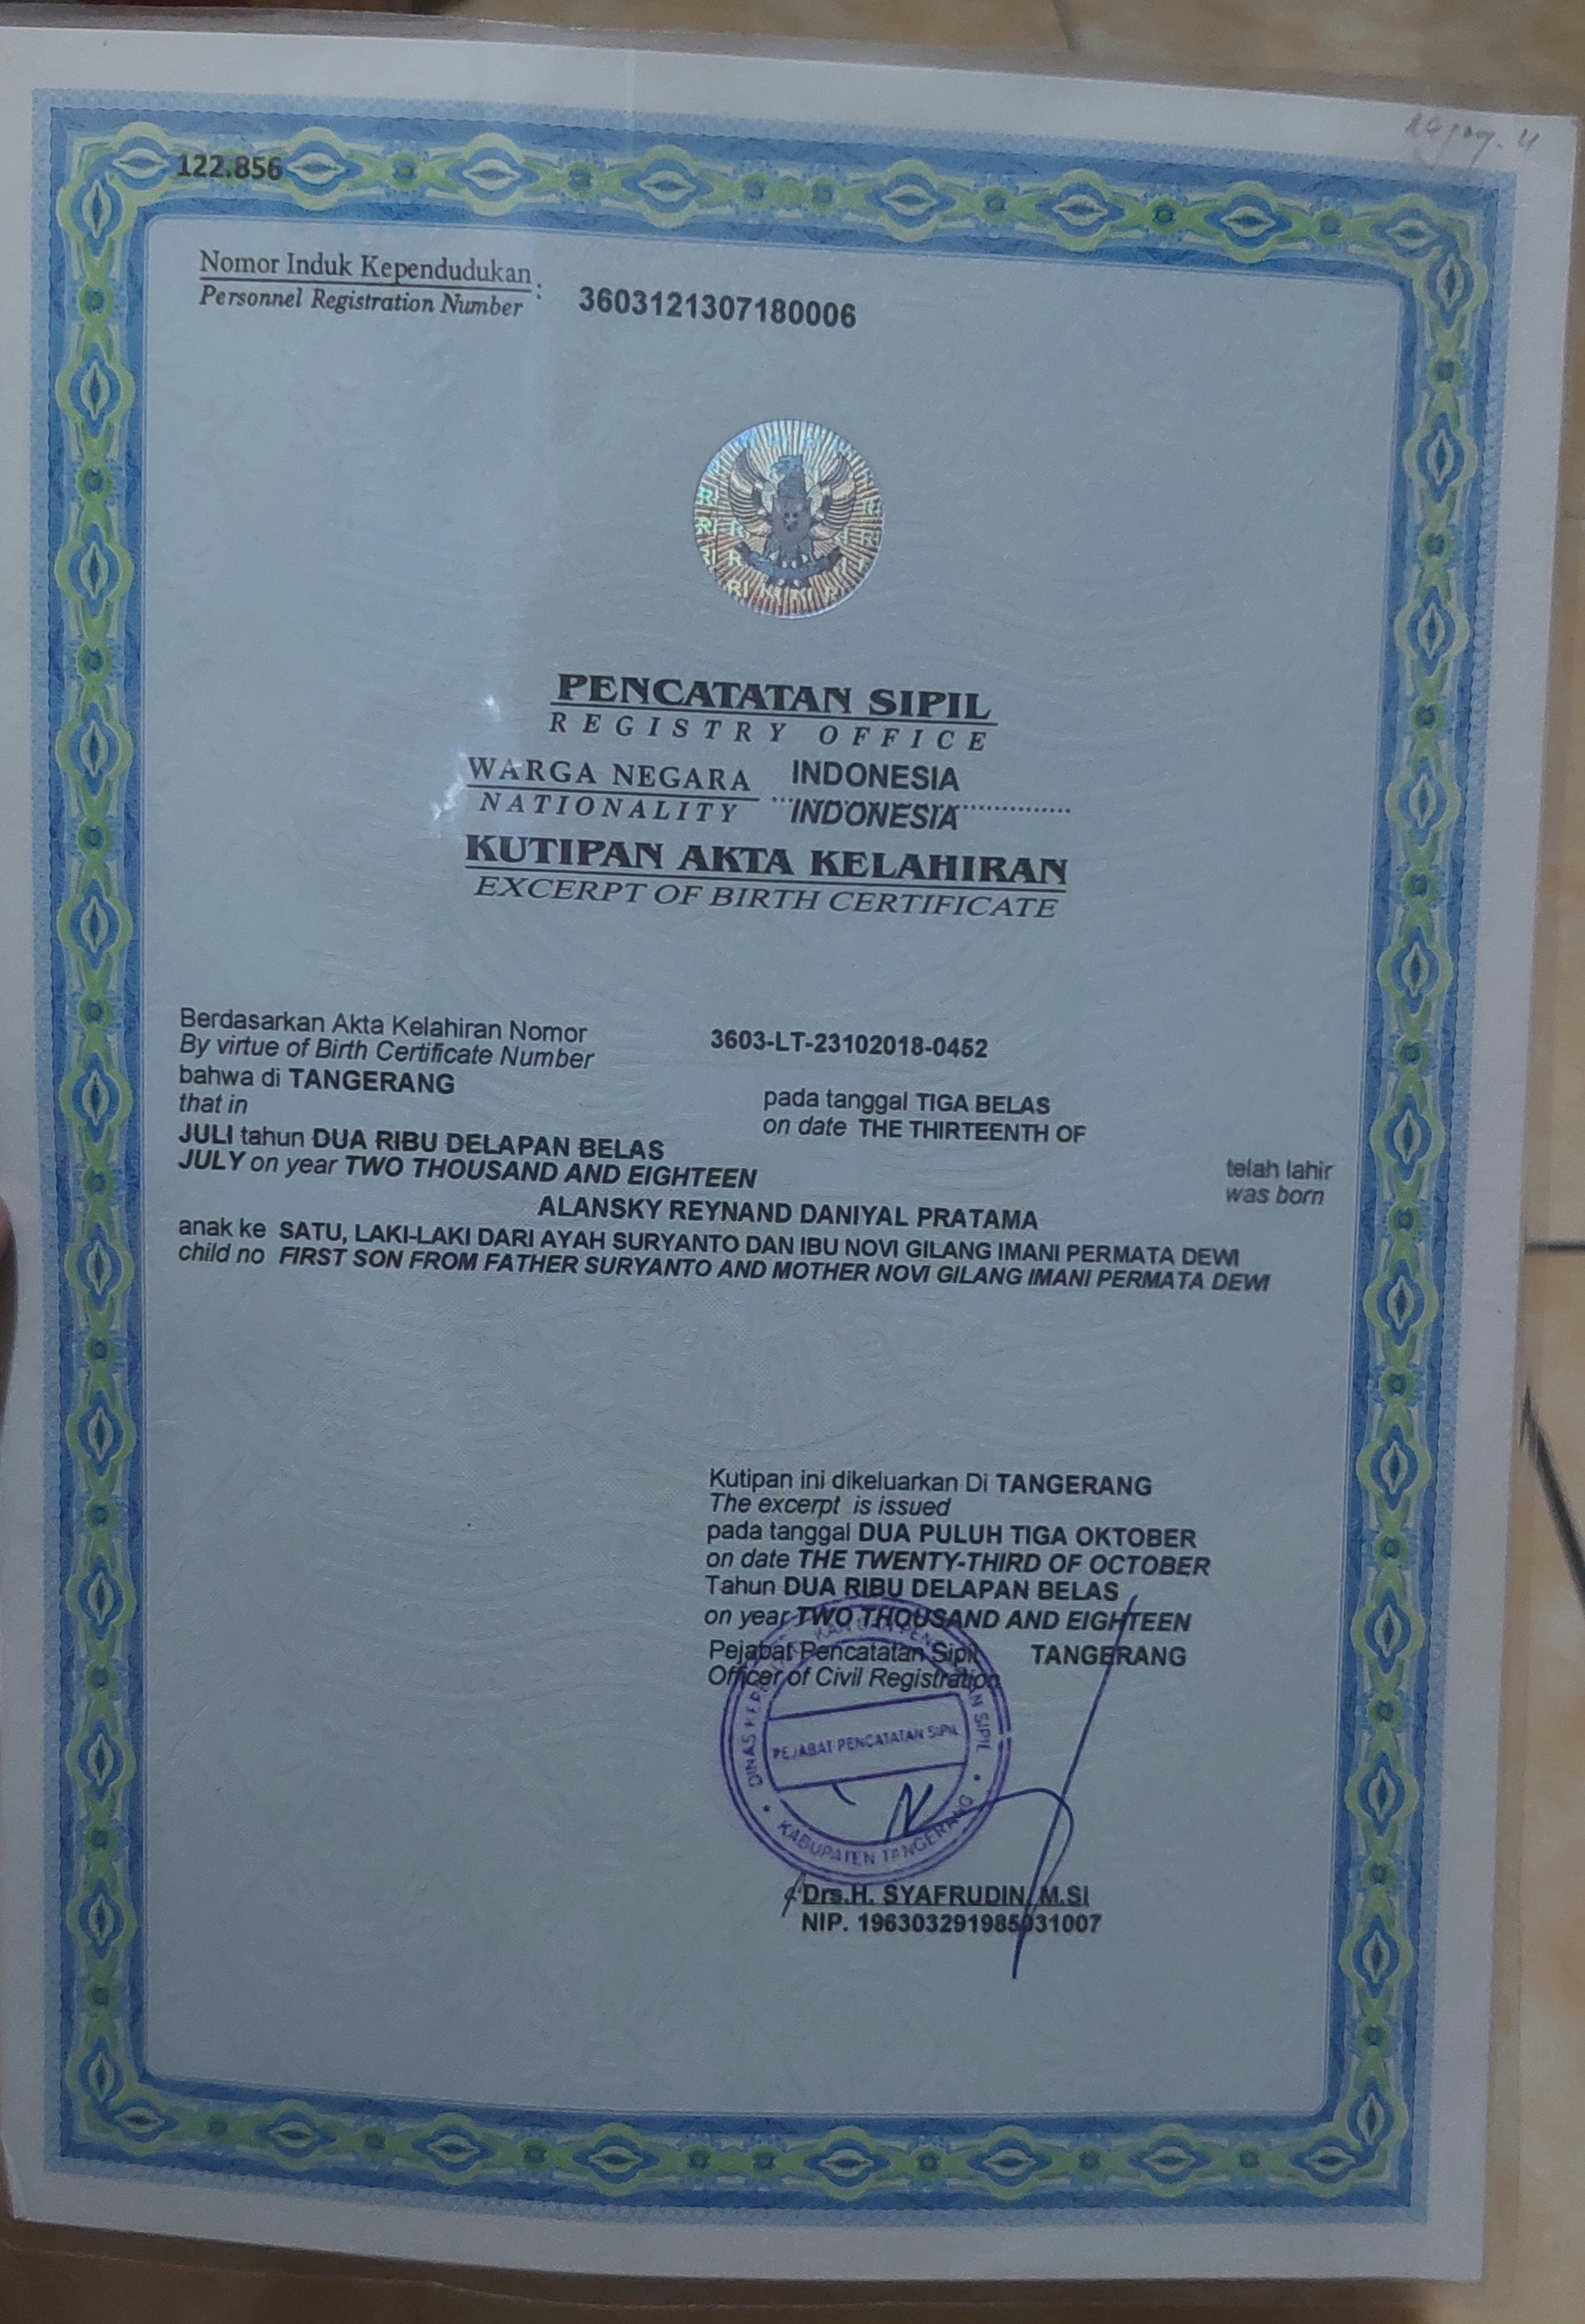 122.856
Nomor Induk Kependudukan :
Personnel Registration Number
3603121307180006
PENCATATAN SIPIL
REGISTRY OFFICE
WARGA NEGARA INDONESIA
NATIONALITY INDONESIA
KUTIPAN AKTA KELAHIRAN
EXCERPT OF BIRTH CERTIFICATE
Berdasarkan Akta Kelahiran Nomor 3603-LT-23102018-0452
By virtue of Birth Certificate Number
bahwa di TANGERANG pada tanggal TIGA BELAS
that in on date THE THIRTEENTH OF
JULI tahun DUA RIBU DELAPAN BELAS telah lahir
JULY on year TWO THOUSAND AND EIGHTEEN was born
ALANSKY REYNAND DANIYAL PRATAMA
anak ke SATU, LAKI-LAKI DARI AYAH SURYANTO DAN IBU NOVI GILANG IMANI PERMATA DEWI
child no FIRST SON FROM FATHER SURYANTO AND MOTHER NOVI GILANG IMANI PERMATA DEWI
Kutipan ini dikeluarkan Di TANGERANG
The excerpt is issued
pada tanggal DUA PULUH TIGA OKTOBER
on date THE TWENTY-THIRD OF OCTOBER
Tahun DUA RIBU DELAPAN BELAS
on year TWO THOUSAND AND EIGHTEEN
Pejabat Pencatatan Sipil TANGERANG
Officer of Civil Registration
PEJABAT PENCATATAN SIPIL
KABUPATEN TANGERANG
Drs.H. SYAFRUDIN, M.SI
NIP. 196303291985031007